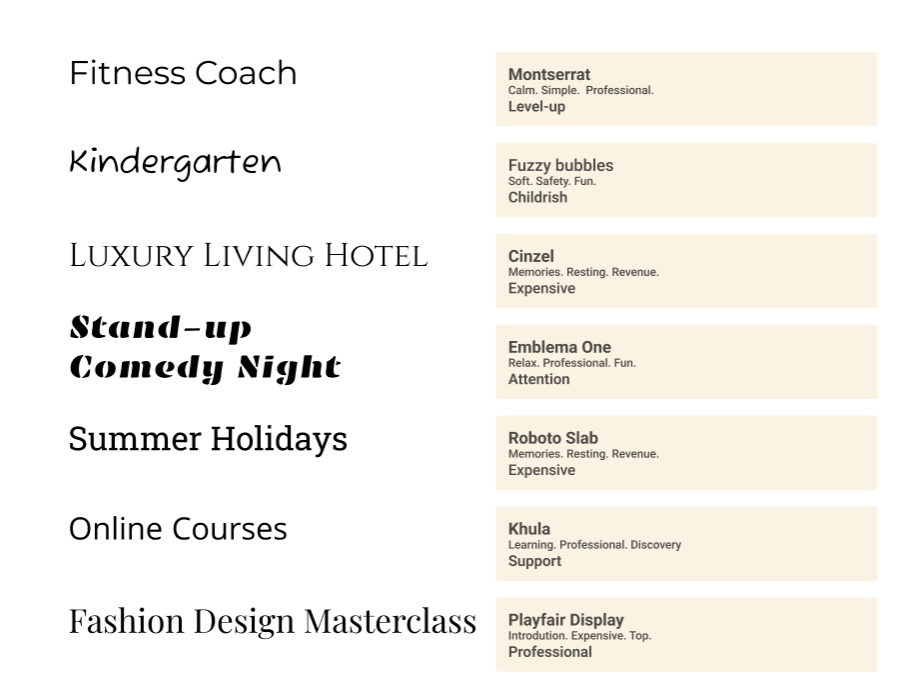 Fitness Coach
Montserrat
Calm. Simple. Professional.
Level-up
Kindergarten
Fuzzy bubbles
Soft. Safety. Fun.
Childrish
Luxury Living Hotel
Cinzel
Memories. Resting. Revenue.
Expensive
Stand-up
Comedy Night
Emblema One
Relax. Professional. Fun.
Attention
Summer Holidays
Roboto Slab
Memories. Resting. Revenue.
Expensive
Online Courses
Khula
Learning. Professional. Discovery
Support
Fashion Design Masterclass
Playfair Display
Introdution. Expensive. Top.
Professional